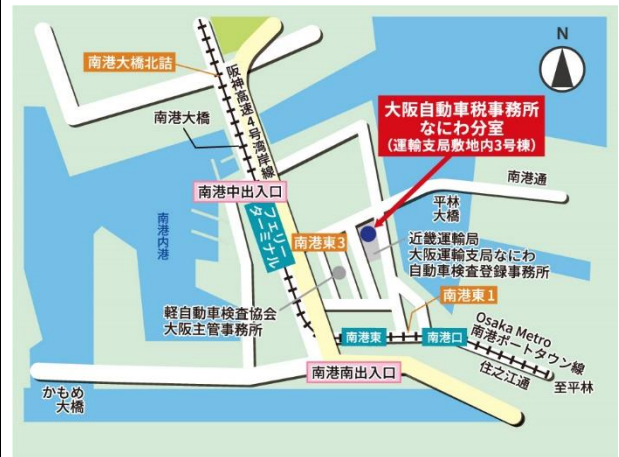 N
南港大橋北詰
阪神高速4号湾岸線
大阪自動車税事務所
なにわ分室
（運輸支局敷地内3号棟）
南港大橋
南港通
南港中出入口
平林
大橋
南港内港
フェリー
ターミナル
南港東3
近畿運輸局
大阪運輸支局なにわ
自動車検査登録事務所
軽自動車検査協会
大阪主管事務所
南港東1
南港東
南港口
Osaka Metro
南港ポートタウン線
住之江通
至平林
南港南出入口
かもめ
大橋